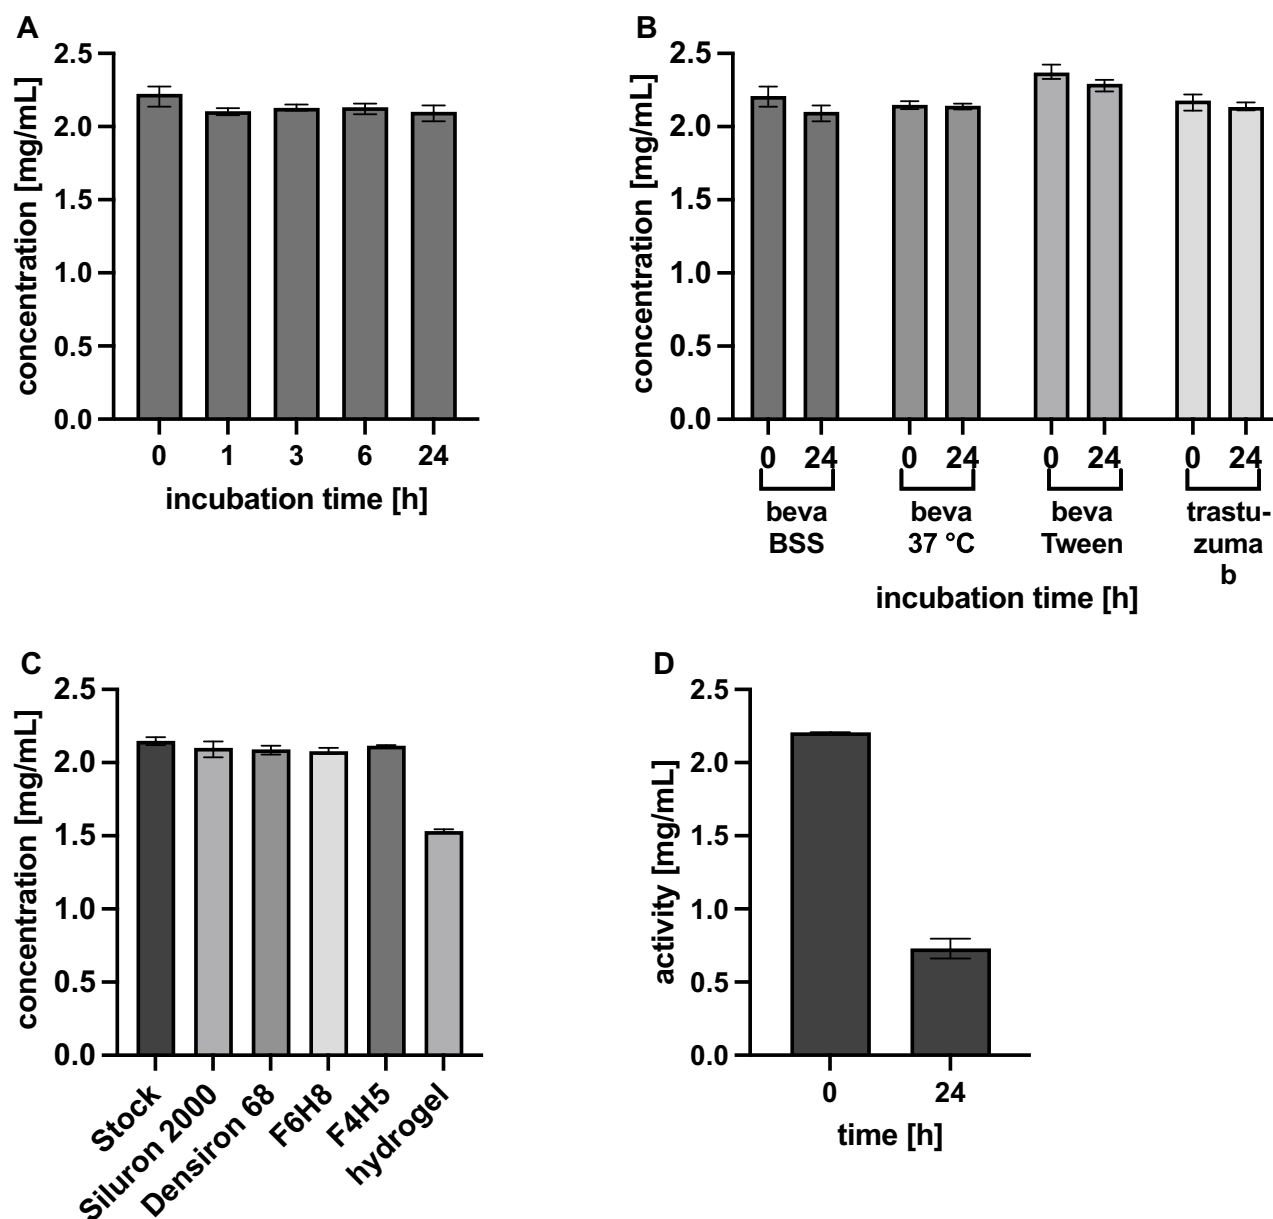 A
concentration [mg/mL]
2.5
2.0
1.5
1.0
0.5
0.0
0 1 3 6 24
incubation time [h]
B
concentration [mg/mL]
2.5
2.0
1.5
1.0
0.5
0.0
0 24 0 24 0 24 0 24
beva beva beva trastu-
BSS 37 °C Tween zuma
b
incubation time [h]
C
concentration [mg/mL]
2.5
2.0
1.5
1.0
0.5
0.0
Stock
Siluron 2000
Densiron 68
F6H8
F4H5
hydrogel
D
activity [mg/mL]
2.5
2.0
1.5
1.0
0.5
0.0
0 24
time [h]